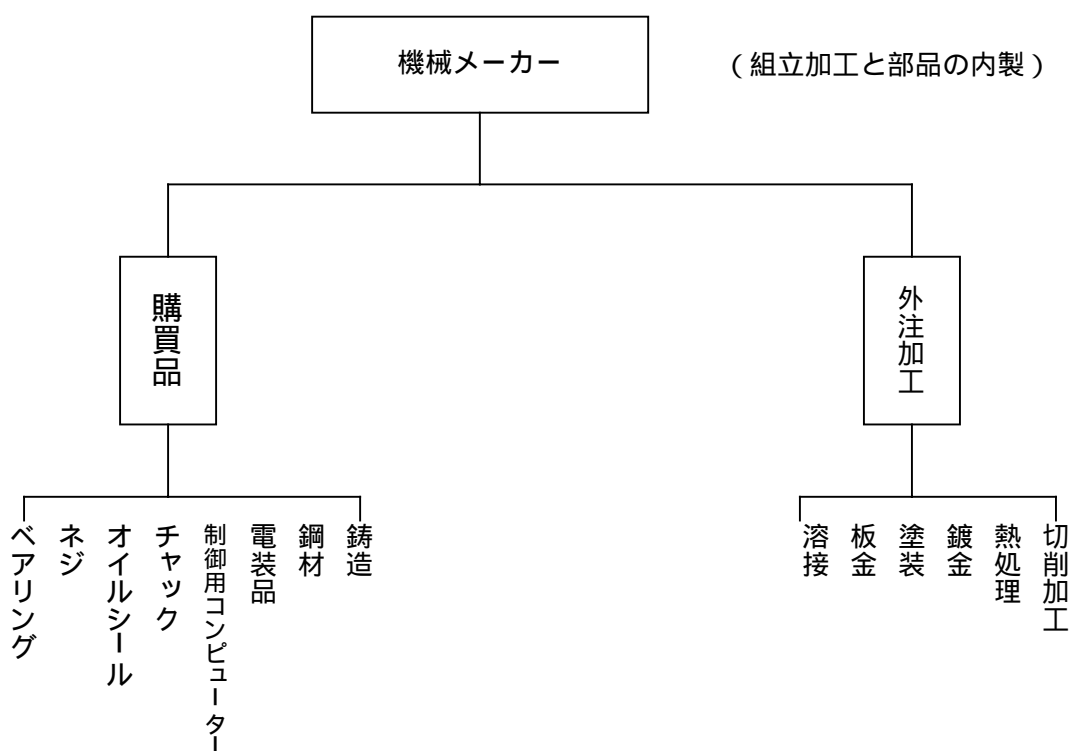 機械メーカー
(組立加工と部品の内製)
購買品
外注加工
ベアリング
ネジ
オイルシール
チャック
制御用コンピューター
電装品
鋼材
鋳造
溶接
板金
塗装
鍍金
熱処理
切削加工